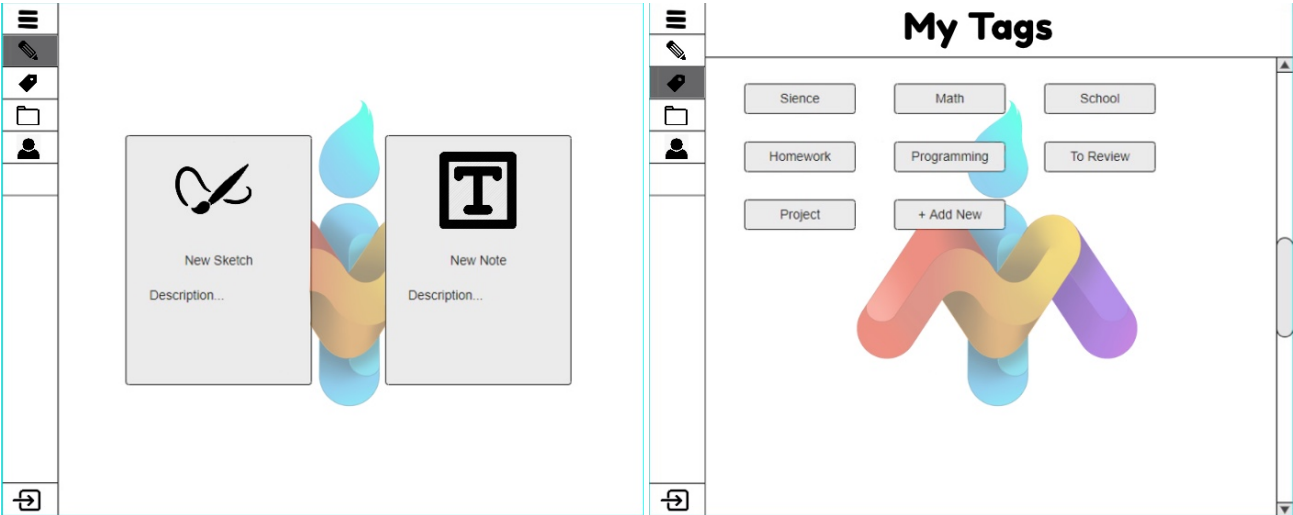 New Sketch
Description...
New Note
Description...
My Tags
Sience
Math
School
Homework
Programming
To Review
Project
+ Add New